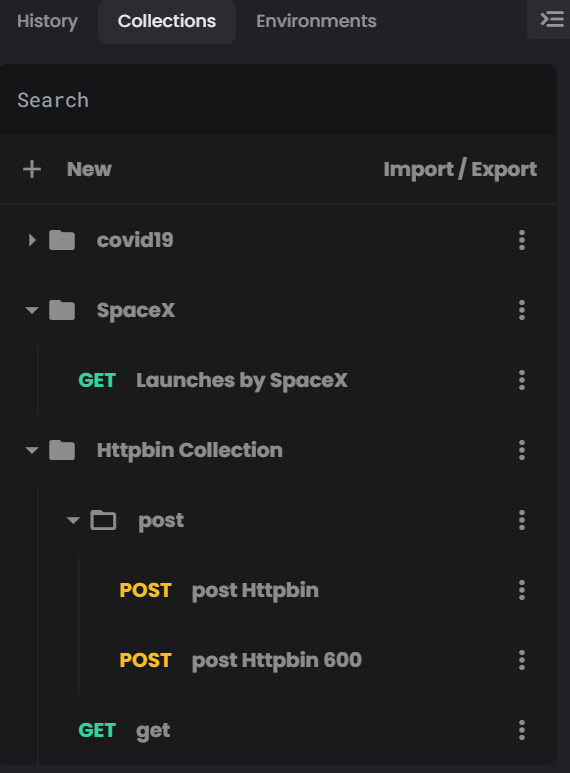 History Collections Environments
Search
New Import / Export
covid19
SpaceX
GET Launches by SpaceX
Httpbin Collection
post
POST post Httpbin
POST post Httpbin 600
GET get